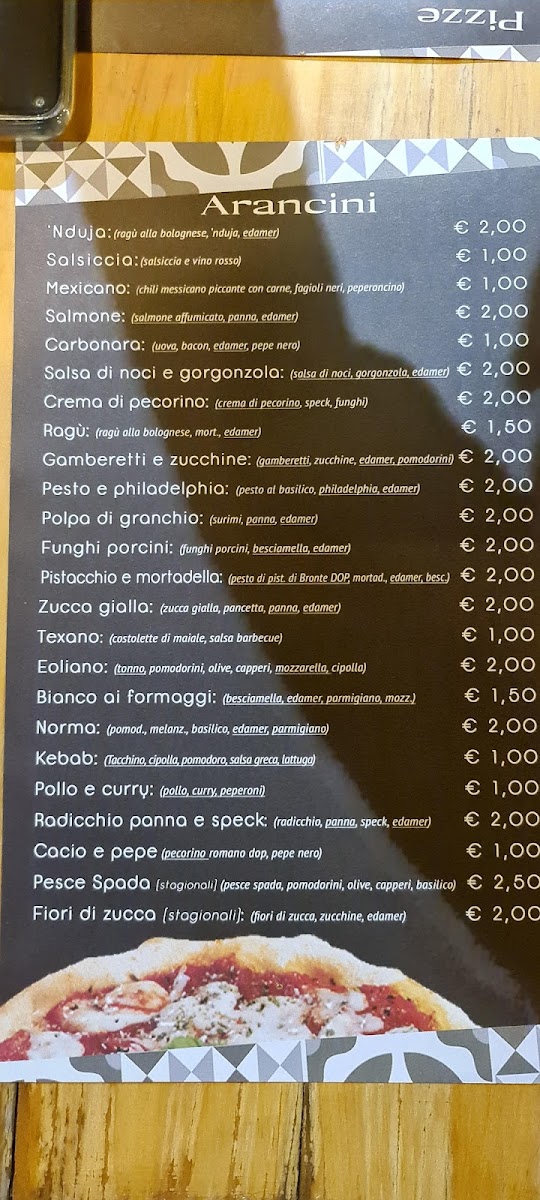 Pizze
Arancini
'Nduja: (ragù alla bolognese, 'nduja, edamer) € 2,00
Salsiccia: (salsiccia e vino rosso) € 1,00
Mexicano: (chili messicano piccante con carne, fagioli neri, peperoncino) € 1,00
Salmone: (salmone affumicato, panna, edamer) € 2,00
Carbonara: (uova, bacon, edamer, pepe nero) € 1,00
Salsa di noci e gorgonzola: (salsa di noci, gorgonzola, edamer) € 2,00
Crema di pecorino: (crema di pecorino, speck, funghi) € 2,00
Ragù: (ragù alla bolognese, mort., edamer) € 1,50
Gamberetti e zucchine: (gamberetti, zucchine, edamer, pomodorini) € 2,00
Pesto e philadelphia: (pesto al basilico, philadelphia, edamer) € 2,00
Polpa di granchio: (surimi, panna, edamer) € 2,00
Funghi porcini: (funghi porcini, besciamella, edamer) € 2,00
Pistacchio e mortadella: (pesto di pist. di Bronte DOP, mortad., edamer, besc.) € 2,00
Zucca gialla: (zucca gialla, pancetta, panna, edamer) € 2,00
Texano: (costolette di maiale, salsa barbecue) € 1,00
Eoliano: (tonno, pomodorini, olive, capperi, mozzarella, cipolla) € 2,00
Bianco ai formaggi: (besciamella, edamer, parmigiano, mozz.) € 1,50
Norma: (pomod., melanz., basilico, edamer, parmigiano) € 2,00
Kebab: (Tacchino, cipolla, pomodoro, salsa greca, lattuga) € 1,00
Pollo e curry: (pollo, curry, peperoni) € 1,00
Radicchio panna e speck: (radicchio, panna, speck, edamer) € 2,00
Cacio e pepe (pecorino romano dop, pepe nero) € 1,00
Pesce Spada [stagionali] (pesce spada, pomodorini, olive, capperi, basilico) € 2,50
Fiori di zucca [stagionali]: (fiori di zucca, zucchine, edamer) € 2,00